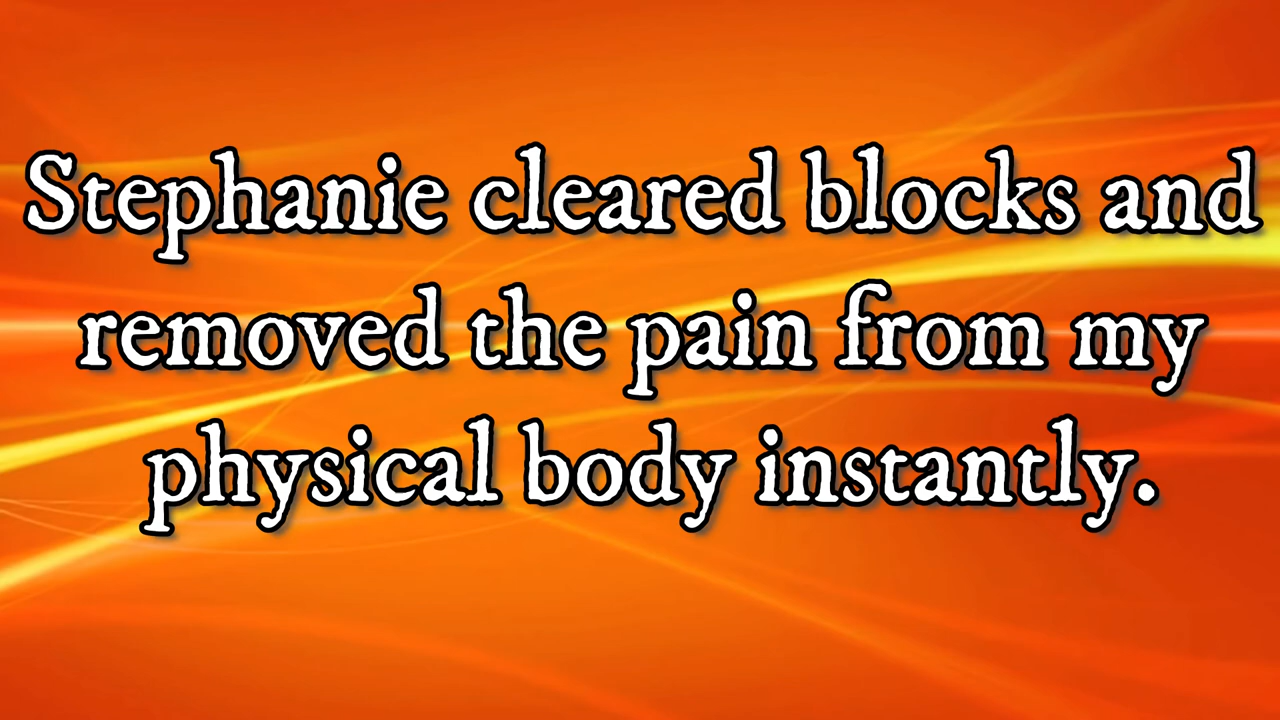 Stephanie cleared blocks and
removed the pain from my
physical body instantly.